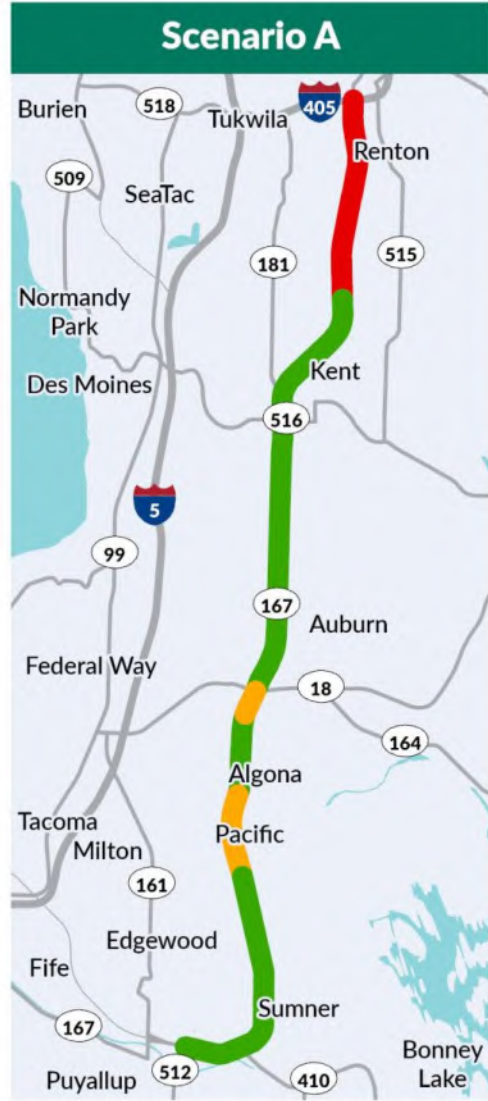 Scenario A
Burien
518
Tukwila
405
Renton
509
SeaTac
181
515
Normandy
Park
Kent
Des Moines
516
5
99
167
Auburn
Federal Way
18
164
Algona
Tacoma
Pacific
Milton
161
Edgewood
Fife
Sumner
167
512
Bonney
Lake
Puyallup
410